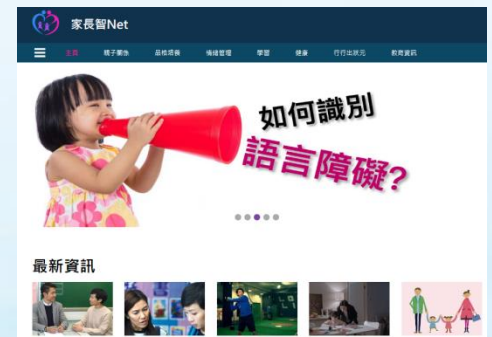 家長智Net
主頁 親子關係 品格培養 情緒管理 學習 健康 行行出狀元 教育資訊
如何識別
語言障礙?
最新資訊